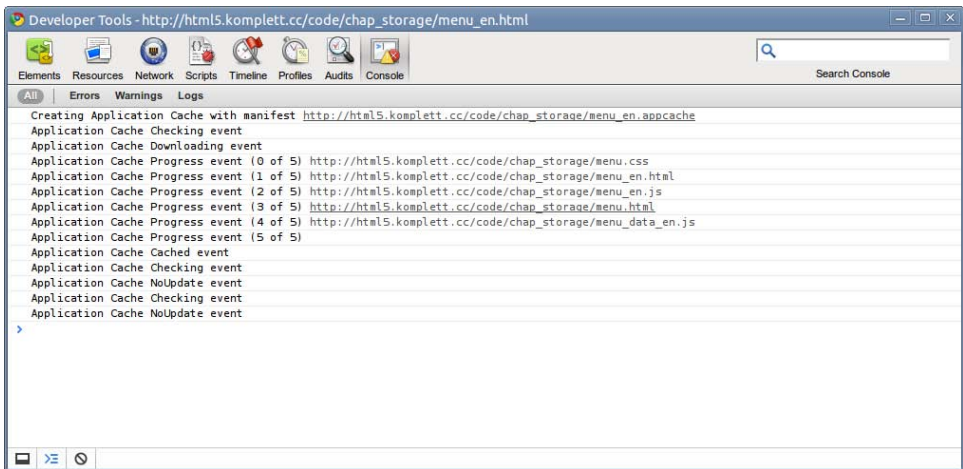 Developer Tools - http://html5.komplett.cc/code/chap_storage/menu_en.html
Elements Resources Network Scripts Timeline Profiles Audits Console
Search Console
All Errors Warnings Logs
Creating Application Cache with manifest http://html5.komplett.cc/code/chap_storage/menu_en.appcache
Application Cache Checking event
Application Cache Downloading event
Application Cache Progress event (0 of 5) http://html5.komplett.cc/code/chap_storage/menu.css
Application Cache Progress event (1 of 5) http://html5.komplett.cc/code/chap_storage/menu_en.html
Application Cache Progress event (2 of 5) http://html5.komplett.cc/code/chap_storage/menu_en.js
Application Cache Progress event (3 of 5) http://html5.komplett.cc/code/chap_storage/menu.html
Application Cache Progress event (4 of 5) http://html5.komplett.cc/code/chap_storage/menu_data_en.js
Application Cache Progress event (5 of 5)
Application Cache Cached event
Application Cache Checking event
Application Cache NoUpdate event
Application Cache Checking event
Application Cache NoUpdate event